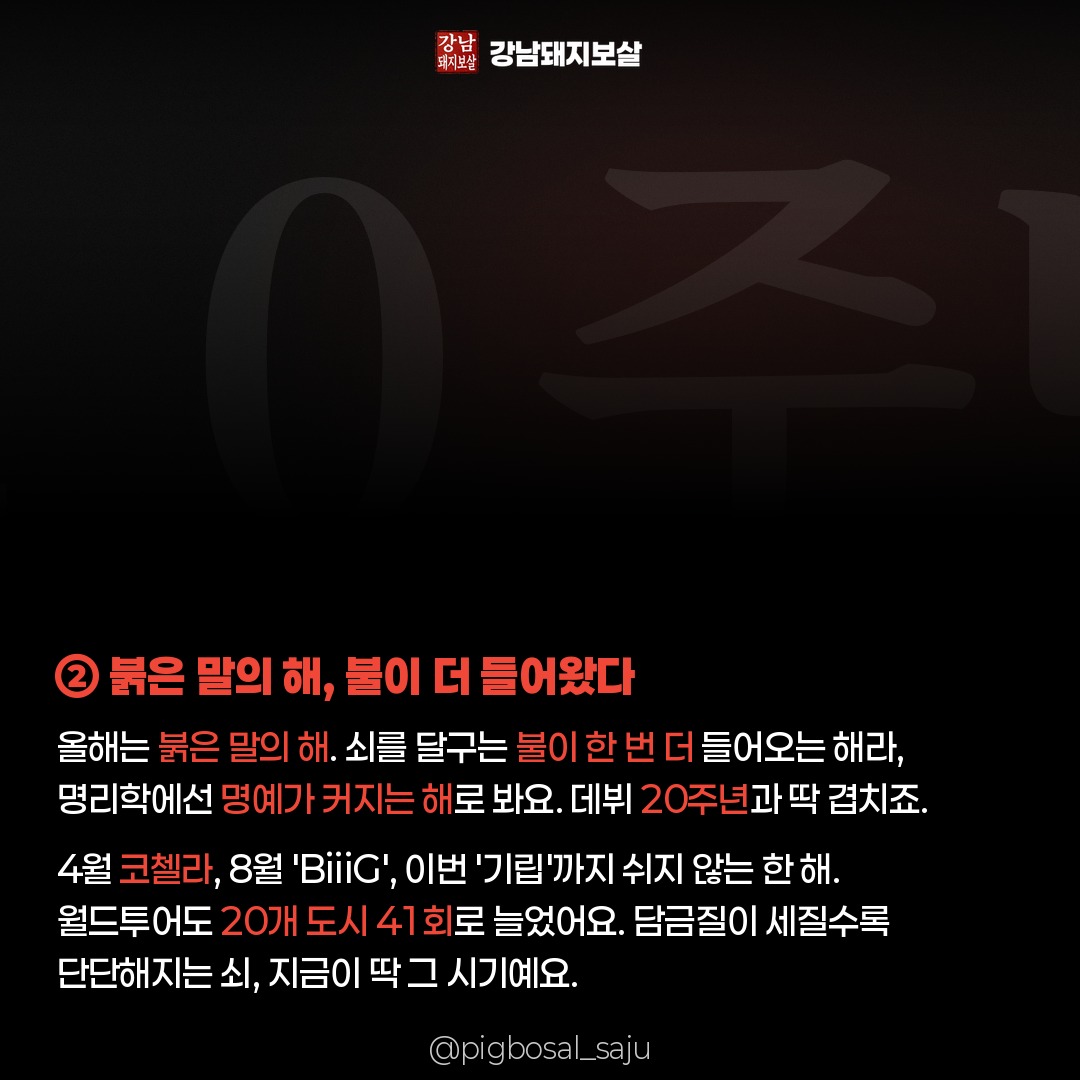 강남
돼지보살
강남돼지보살
0주년
② 붉은 말의 해, 불이 더 들어왔다
올해는 붉은 말의 해. 쇠를 달구는 불이 한 번 더 들어오는 해라,
명리학에선 명예가 커지는 해로 봐요. 데뷔 20주년과 딱 겹치죠.
4월 코첼라, 8월 'BiiiG', 이번 '기립'까지 쉬지 않는 한 해.
월드투어도 20개 도시 41회로 늘었어요. 담금질이 세질수록
단단해지는 쇠, 지금이 딱 그 시기예요.
@pigbosal_saju